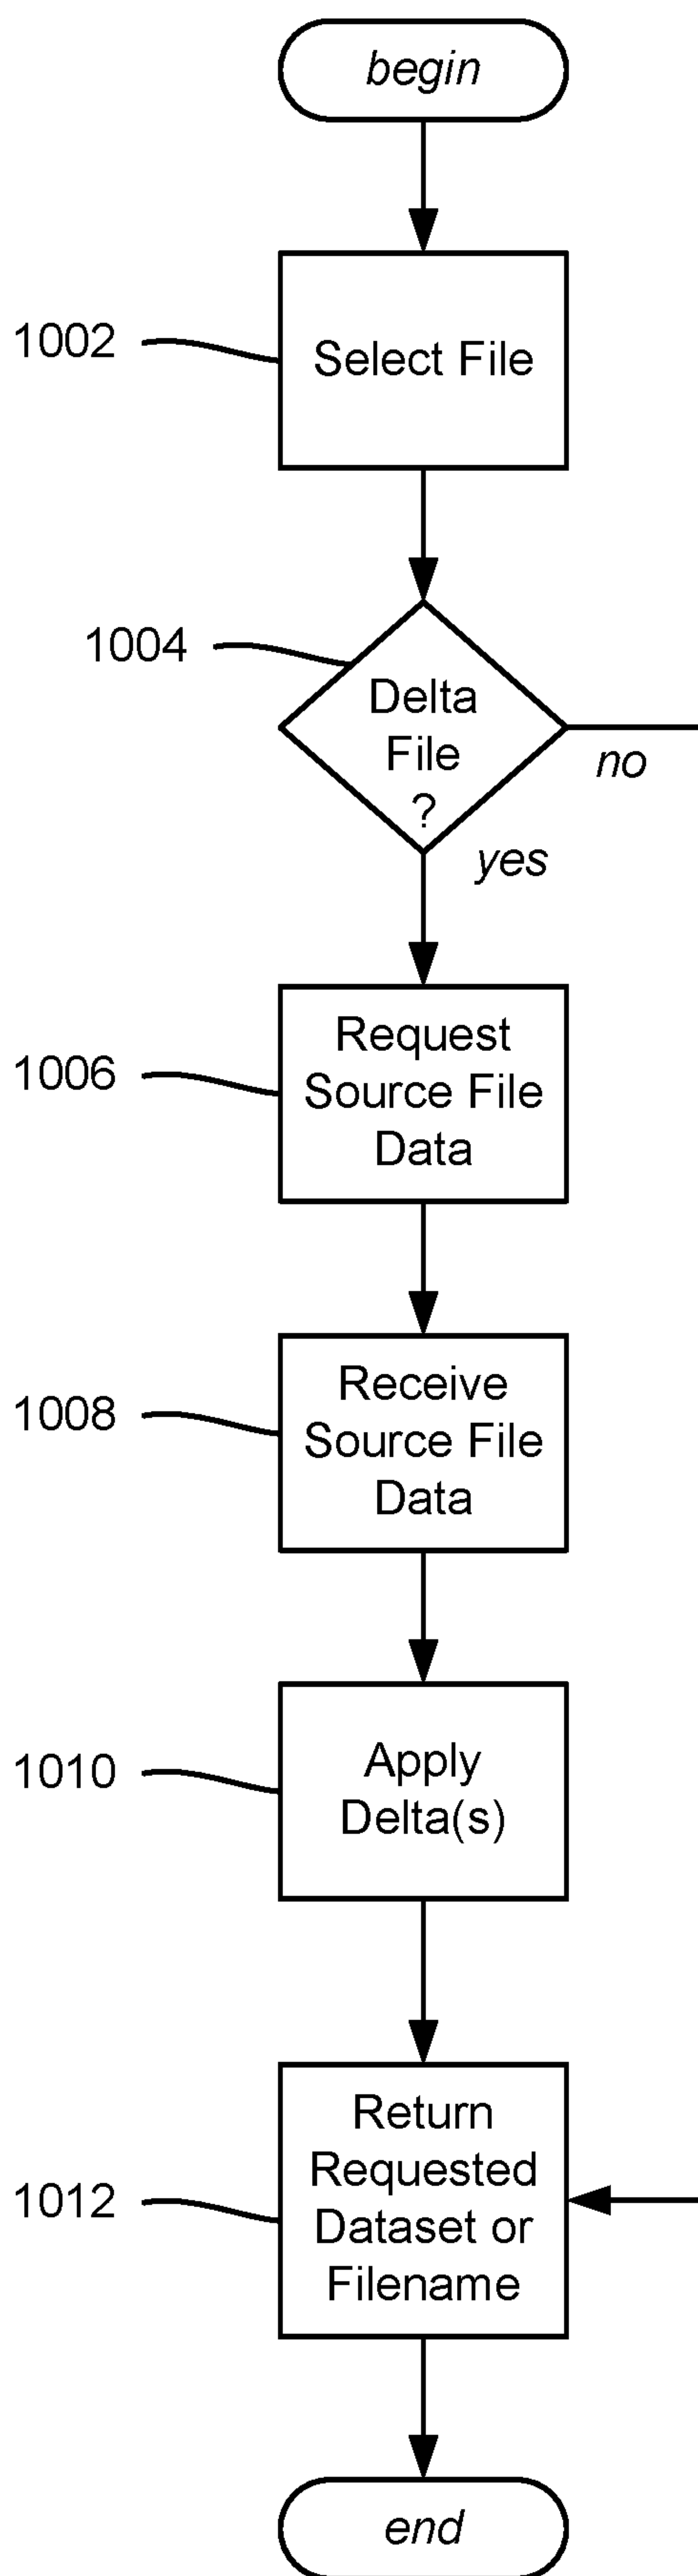 begin
1002
Select File
1004
Delta
File
?
no
yes
1006
Request
Source File
Data
1008
Receive
Source File
Data
1010
Apply
Delta(s)
1012
Return
Requested
Dataset or
Filename
end